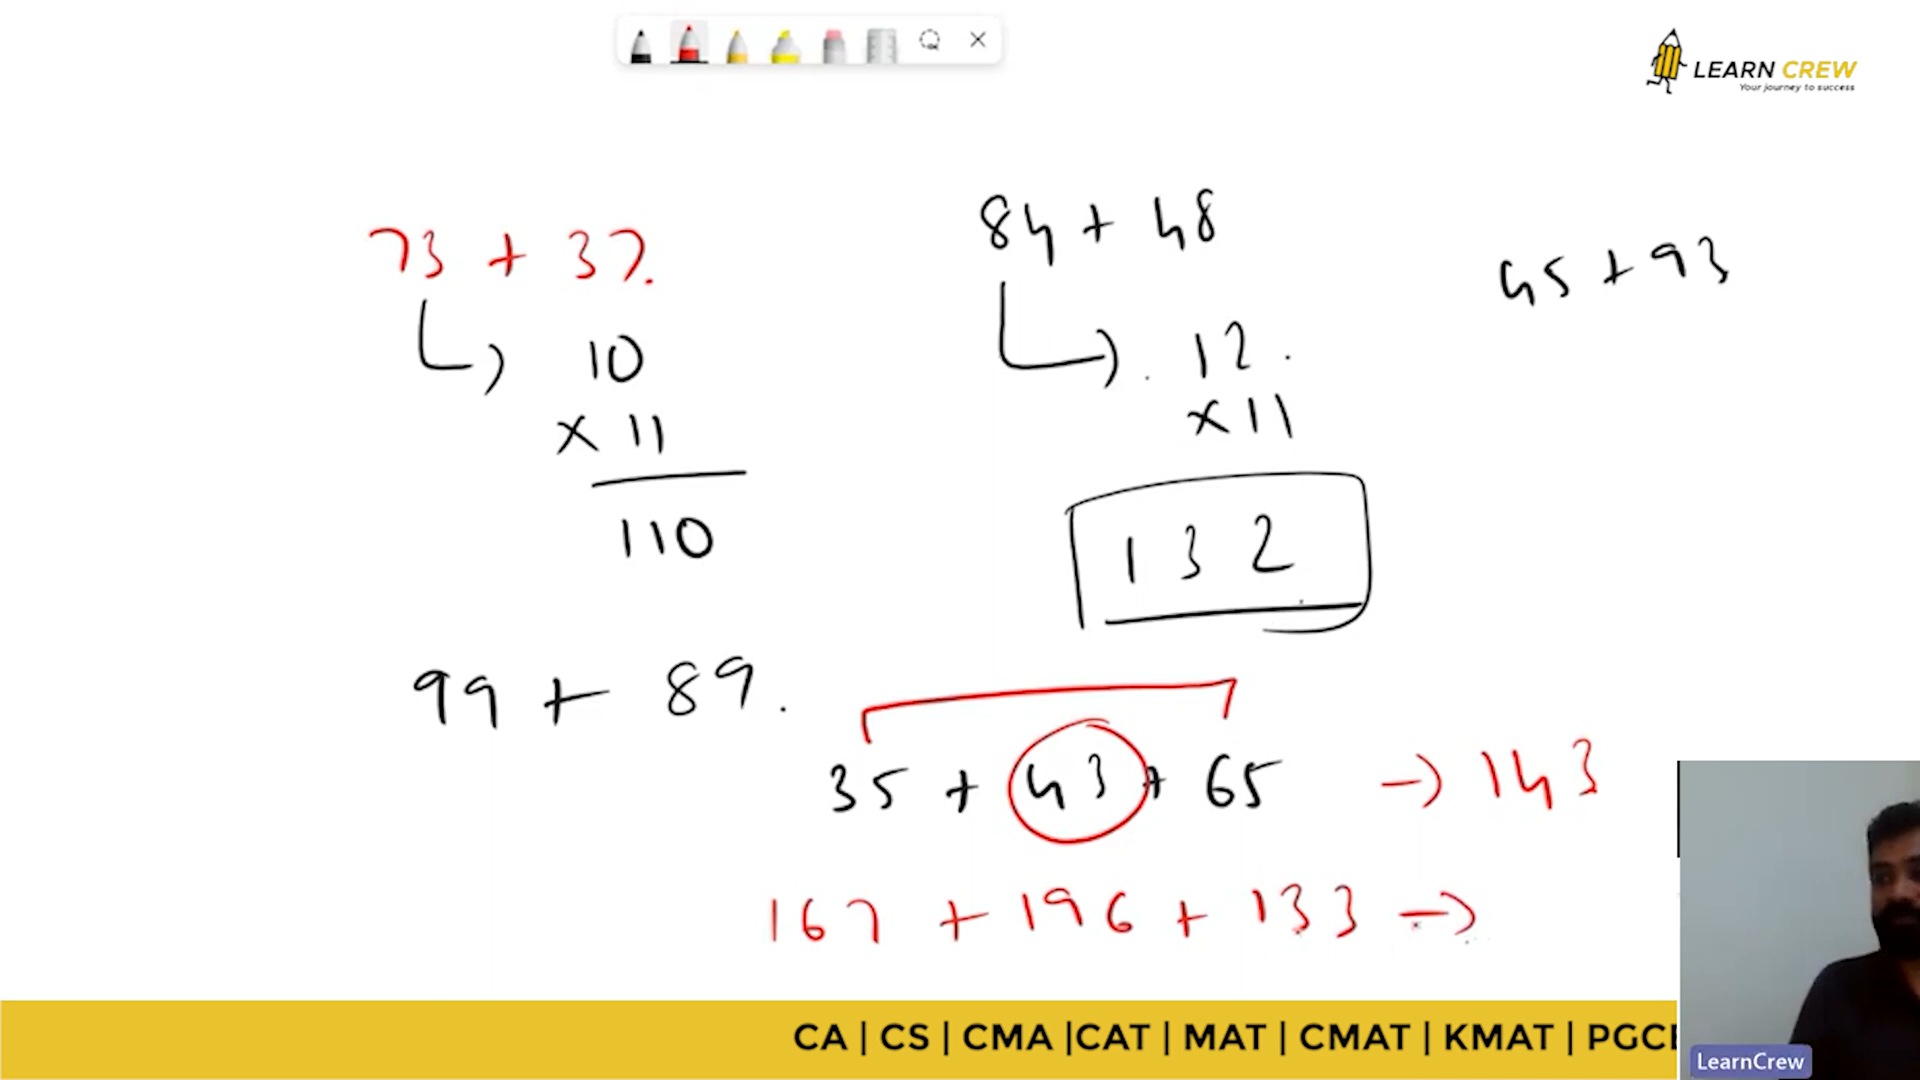 LEARN CREW
Your journey to success
73 + 37.
10
x 11
110
84 + 48
12.
x 11
132
45 + 93
99 + 89.
35 + 43 + 65 → 143
167 + 196 + 133 →
CA | CS | CMA |CAT | MAT | CMAT | KMAT |
LearnCrew